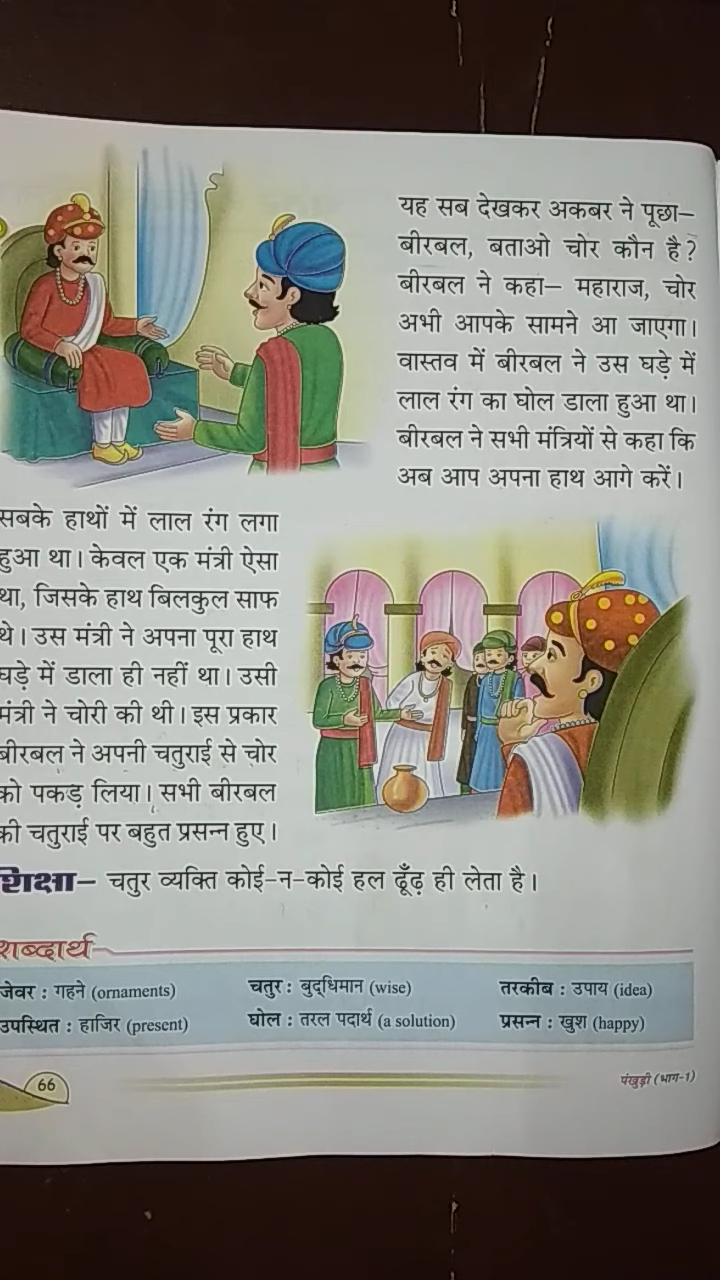 यह सब देखकर अकबर ने पूछा–
बीरबल, बताओ चोर कौन है?
बीरबल ने कहा– महाराज, चोर
अभी आपके सामने आ जाएगा।
वास्तव में बीरबल ने उस घड़े में
लाल रंग का घोल डाला हुआ था।
बीरबल ने सभी मंत्रियों से कहा कि
अब आप अपना हाथ आगे करें।
सबके हाथों में लाल रंग लगा
हुआ था। केवल एक मंत्री ऐसा
था, जिसके हाथ बिलकुल साफ
थे। उस मंत्री ने अपना पूरा हाथ
घड़े में डाला ही नहीं था। उसी
मंत्री ने चोरी की थी। इस प्रकार
बीरबल ने अपनी चतुराई से चोर
को पकड़ लिया। सभी बीरबल
की चतुराई पर बहुत प्रसन्न हुए।
शिक्षा– चतुर व्यक्ति कोई-न-कोई हल ढूँढ़ ही लेता है।
शब्दार्थ
जेवर : गहने (ornaments) चतुर : बुद्धिमान (wise) तरकीब : उपाय (idea)
उपस्थित : हाजिर (present) घोल : तरल पदार्थ (a solution) प्रसन्न : खुश (happy)
66 पंखुड़ी (भाग-1)